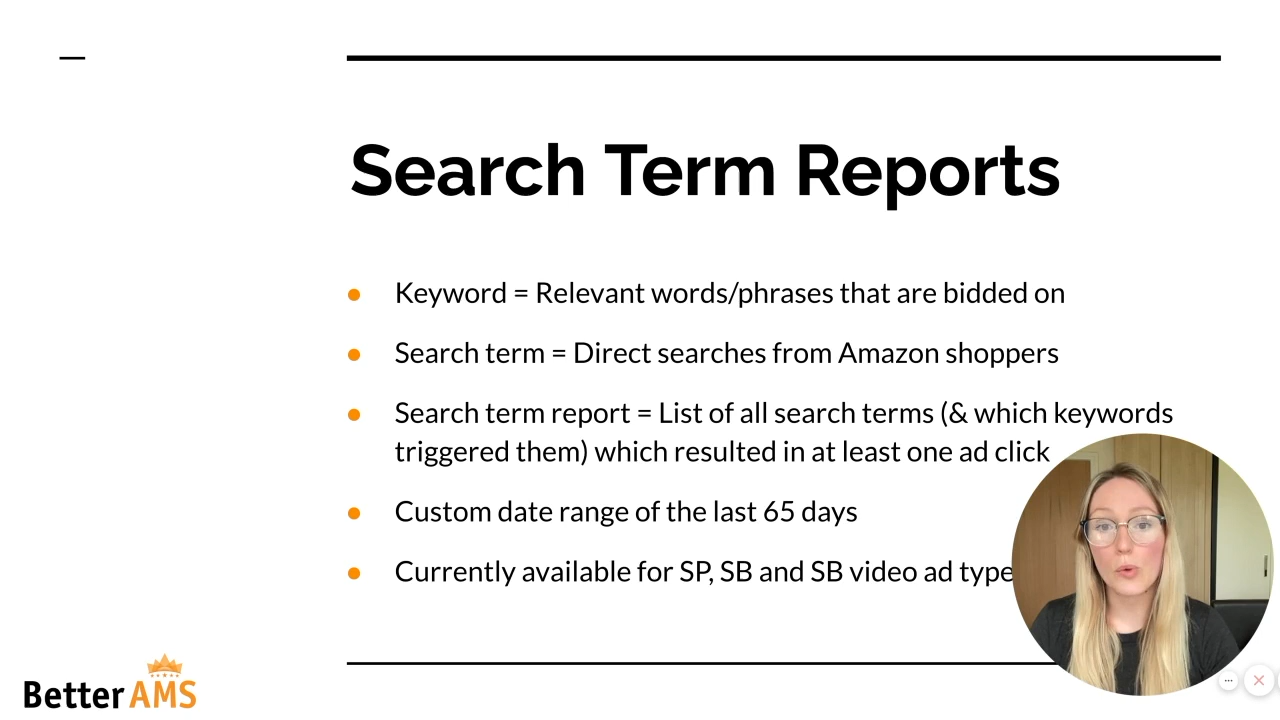 Search Term Reports
Keyword = Relevant words/phrases that are bidded on
Search term = Direct searches from Amazon shoppers
Search term report = List of all search terms (& which keywords
triggered them) which resulted in at least one ad click
Custom date range of the last 65 days
Currently available for SP, SB and SB video ad type
BetterAMS